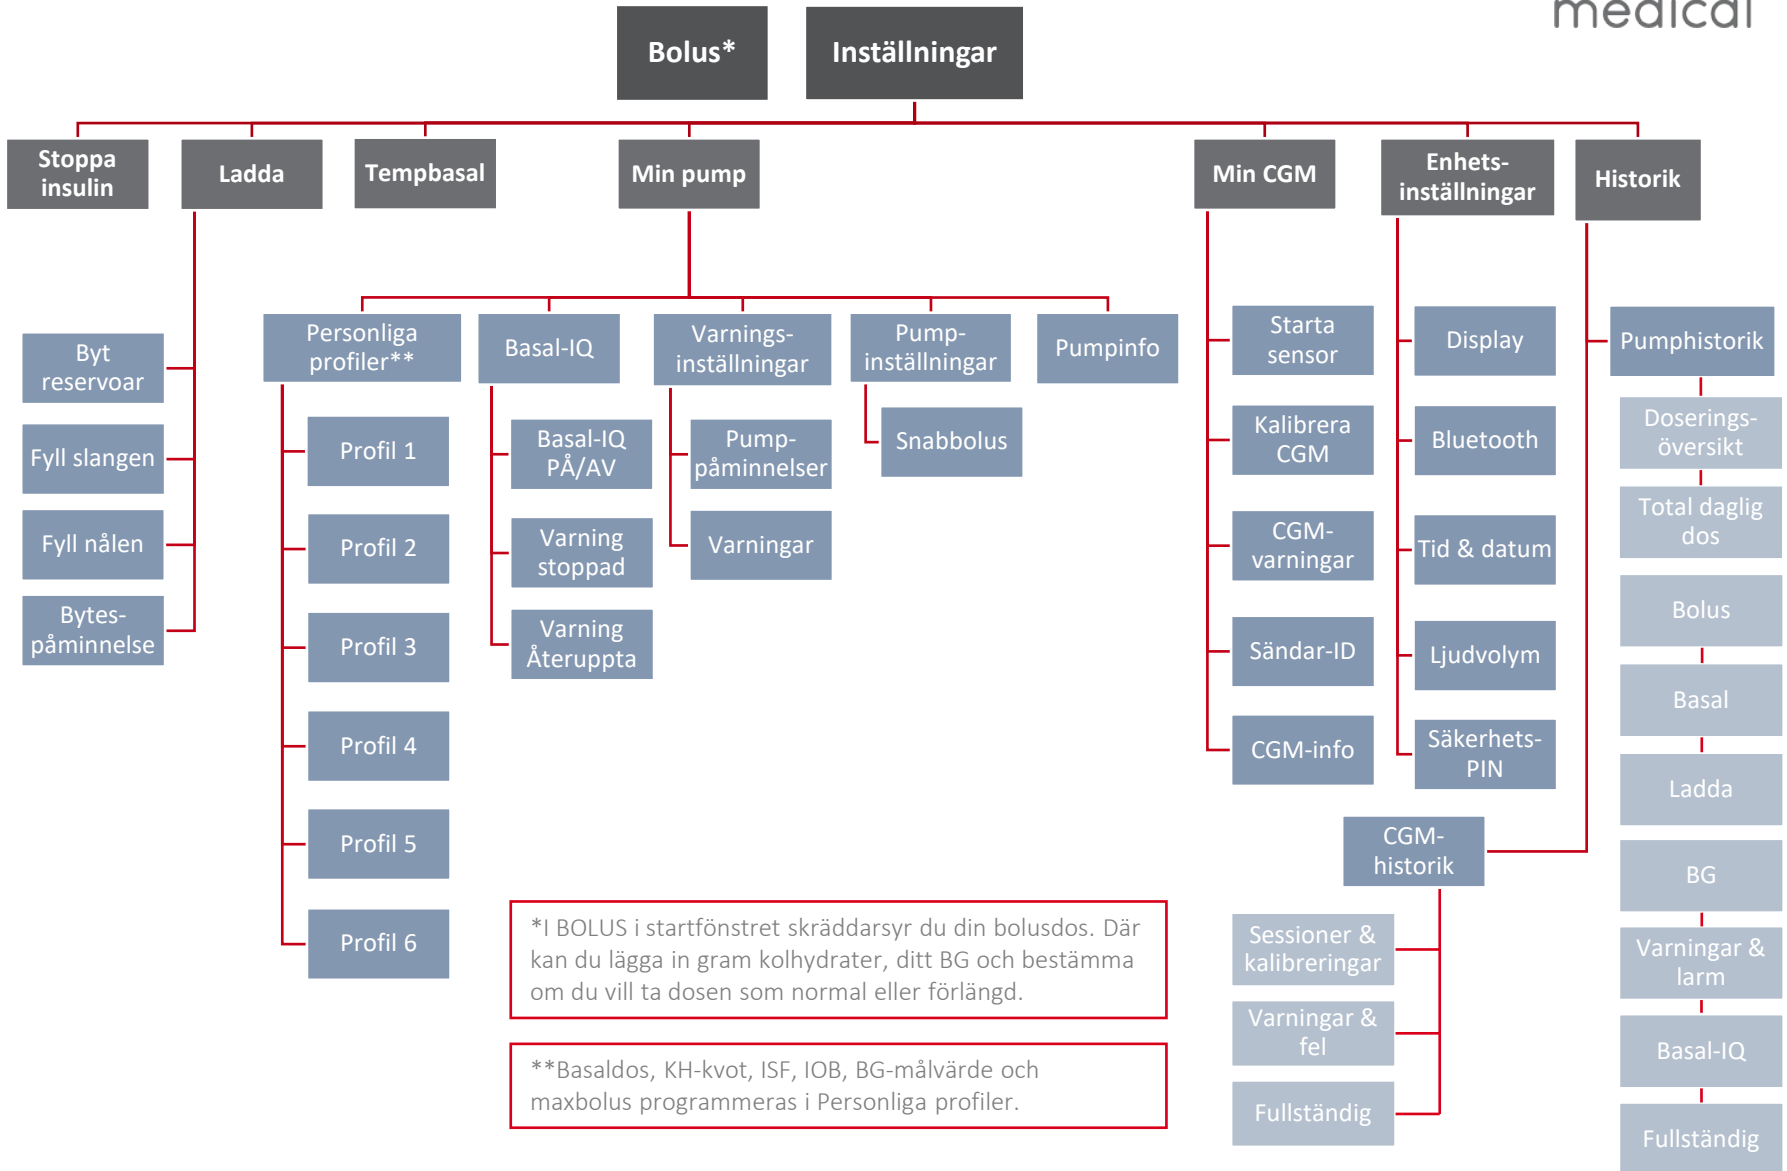 medical
Bolus*
Inställningar
Stoppa
insulin
Ladda
Tempbasal
Min pump
Min CGM
Enhets-
inställningar
Historik
Byt
reservoar
Fyll slangen
Fyll nålen
Bytes-
påminnelse
Personliga
profiler**
Profil 1
Profil 2
Profil 3
Profil 4
Profil 5
Profil 6
Basal-IQ
Basal-IQ
PÅ/AV
Varning
stoppad
Varning
Återuppta
Varnings-
inställningar
Pump-
påminnelser
Varningar
Pump-
inställningar
Snabbolus
Pumpinfo
Starta
sensor
Kalibrera
CGM
CGM-
varningar
Sändar-ID
CGM-info
Display
Bluetooth
Tid & datum
Ljudvolym
Säkerhets-
PIN
Pumphistorik
Doserings-
översikt
Total daglig
dos
Bolus
Basal
Ladda
BG
Varningar &
larm
Basal-IQ
Fullständig
CGM-
historik
Sessioner &
kalibreringar
Varningar &
fel
Fullständig
*I BOLUS i startfönstret skräddarsyr du din bolusdos. Där
kan du lägga in gram kolhydrater, ditt BG och bestämma
om du vill ta dosen som normal eller förlängd.
**Basaldos, KH-kvot, ISF, IOB, BG-målvärde och
maxbolus programmeras i Personliga profiler.